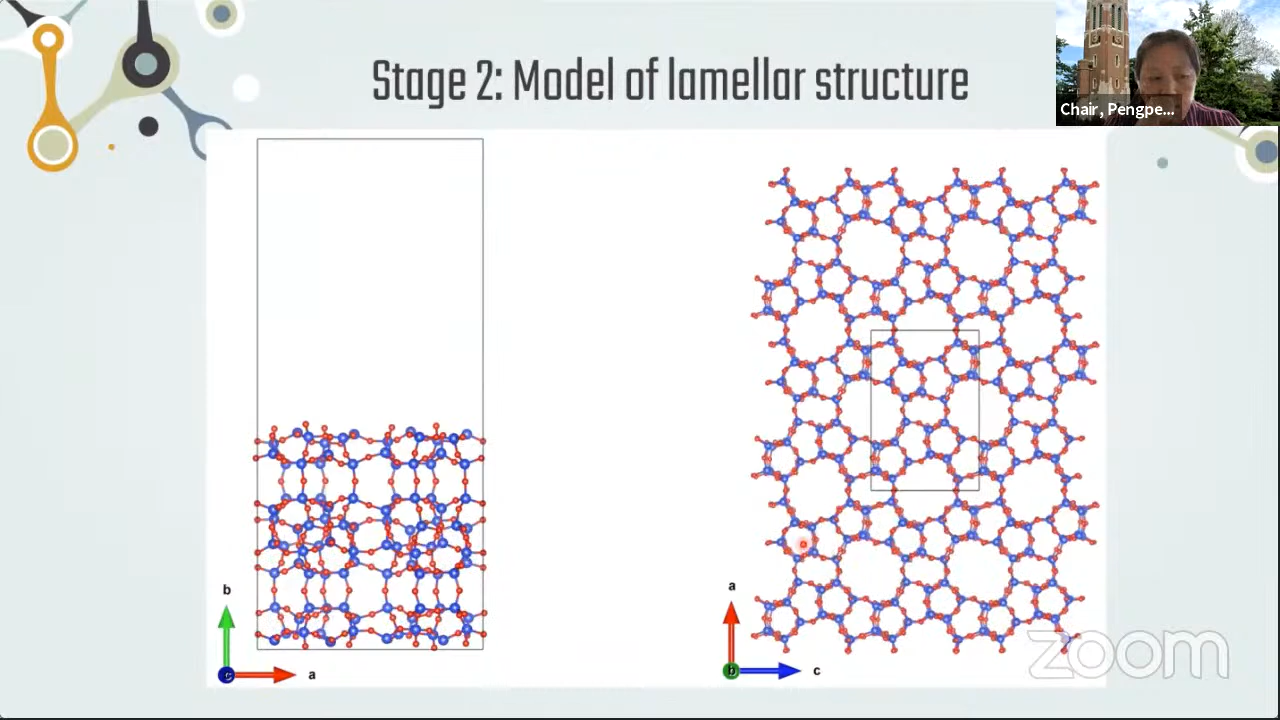 Stage 2: Model of lamellar structure
Chair, Pengpe...
b
c
a
a
b
c
zoom